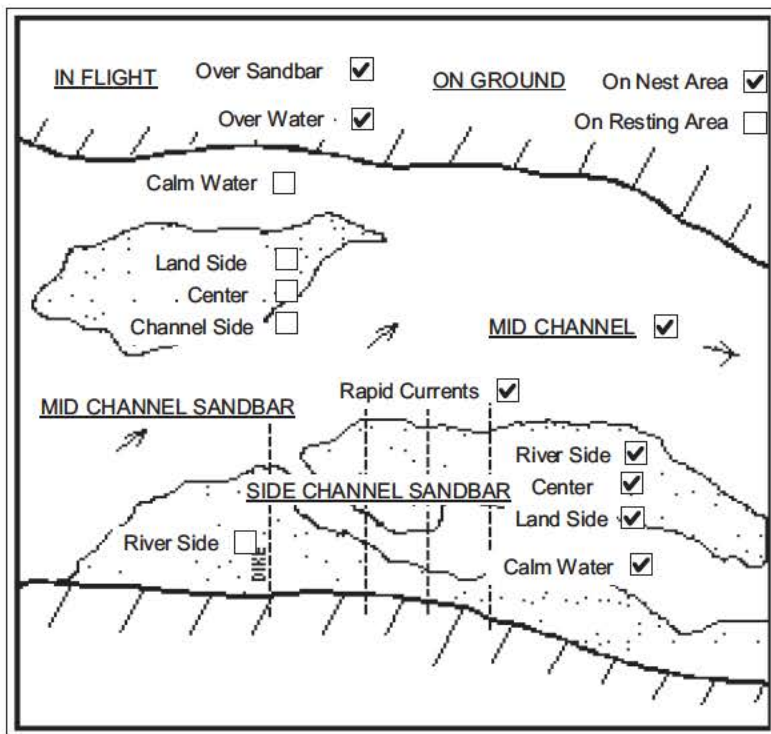 IN FLIGHT Over Sandbar ☑ ON GROUND On Nest Area ☑
Over Water ☑ On Resting Area ☐
Calm Water ☐
Land Side ☐
Center ☐
Channel Side ☐
MID CHANNEL ☑
Rapid Currents ☑
MID CHANNEL SANDBAR
River Side ☑
SIDE CHANNEL SANDBAR Center ☑
Land Side ☑
River Side ☐
DIKE
Calm Water ☑